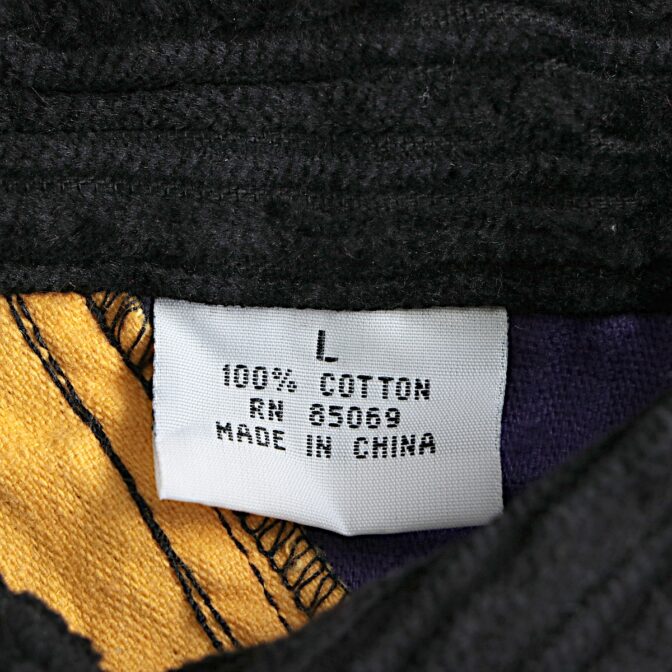 L
100% COTTON
RN 85069
MADE IN CHINA